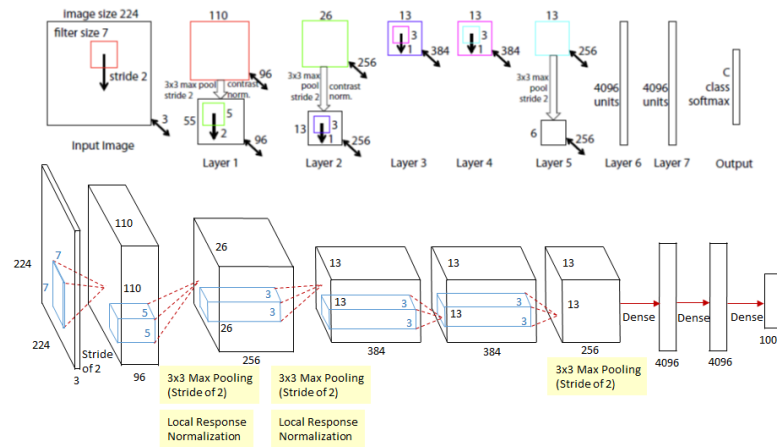 Image size 224
filter size 7
stride 2
3
Input Image
110
96
3x3 max
pool
stride 2
contrast
norm.
5
55
2
96
Layer 1
26
256
3x3 max
pool
stride 2
contrast
norm.
13
3
1
256
Layer 2
13
3
1
384
Layer 3
13
3
1
384
Layer 4
13
256
3x3 max
pool
stride 2
6
256
Layer 5
4096
units
Layer 6
4096
units
Layer 7
C
class
softmax
Output
224
7
7
224
3
Stride
of 2
110
110
5
5
96
3x3 Max Pooling
(Stride of 2)
Local Response
Normalization
26
3
3
26
256
3x3 Max Pooling
(Stride of 2)
Local Response
Normalization
13
13
3
3
384
13
13
3
3
384
13
13
256
3x3 Max Pooling
(Stride of 2)
Dense
4096
Dense
4096
Dense
100